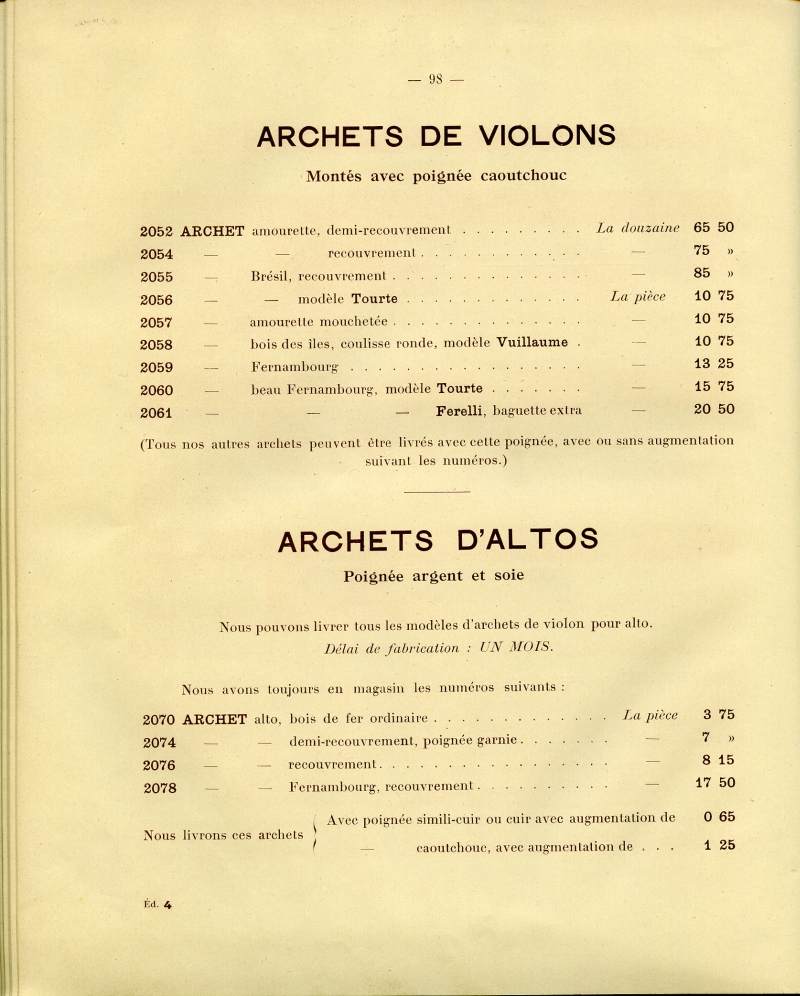 — 98 —
ARCHETS DE VIOLONS
Montés avec poignée caoutchouc
2052 ARCHET amourette, demi-recouvrement . . . . . . . . . La douzaine 65 50
2054 — — recouvrement . . . . . . . . . . . . — 75 »
2055 — Brésil, recouvrement . . . . . . . . . . . . . . — 85 »
2056 — — modèle Tourte . . . . . . . . . . . . . La pièce 10 75
2057 — amourette mouchetée . . . . . . . . . . . . . . — 10 75
2058 — bois des îles, coulisse ronde, modèle Vuillaume . — 10 75
2059 — Fernambourg . . . . . . . . . . . . . . . . . — 13 25
2060 — beau Fernambourg, modèle Tourte . . . . . . . — 15 75
2061 — — — Ferelli, baguette extra — 20 50
(Tous nos autres archets peuvent être livrés avec cette poignée, avec ou sans augmentation
suivant les numéros.)
ARCHETS D'ALTOS
Poignée argent et soie
Nous pouvons livrer tous les modèles d'archets de violon pour alto.
Délai de fabrication : UN MOIS.
Nous avons toujours en magasin les numéros suivants :
2070 ARCHET alto, bois de fer ordinaire . . . . . . . . . . . . . La pièce 3 75
2074 — — demi-recouvrement, poignée garnie . . . . . . . — 7 »
2076 — — recouvrement . . . . . . . . . . . . . . . . . — 8 15
2078 — — Fernambourg, recouvrement . . . . . . . . . . — 17 50
Nous livrons ces archets { Avec poignée simili-cuir ou cuir avec augmentation de 0 65
— caoutchouc, avec augmentation de . . . 1 25
Éd. 4